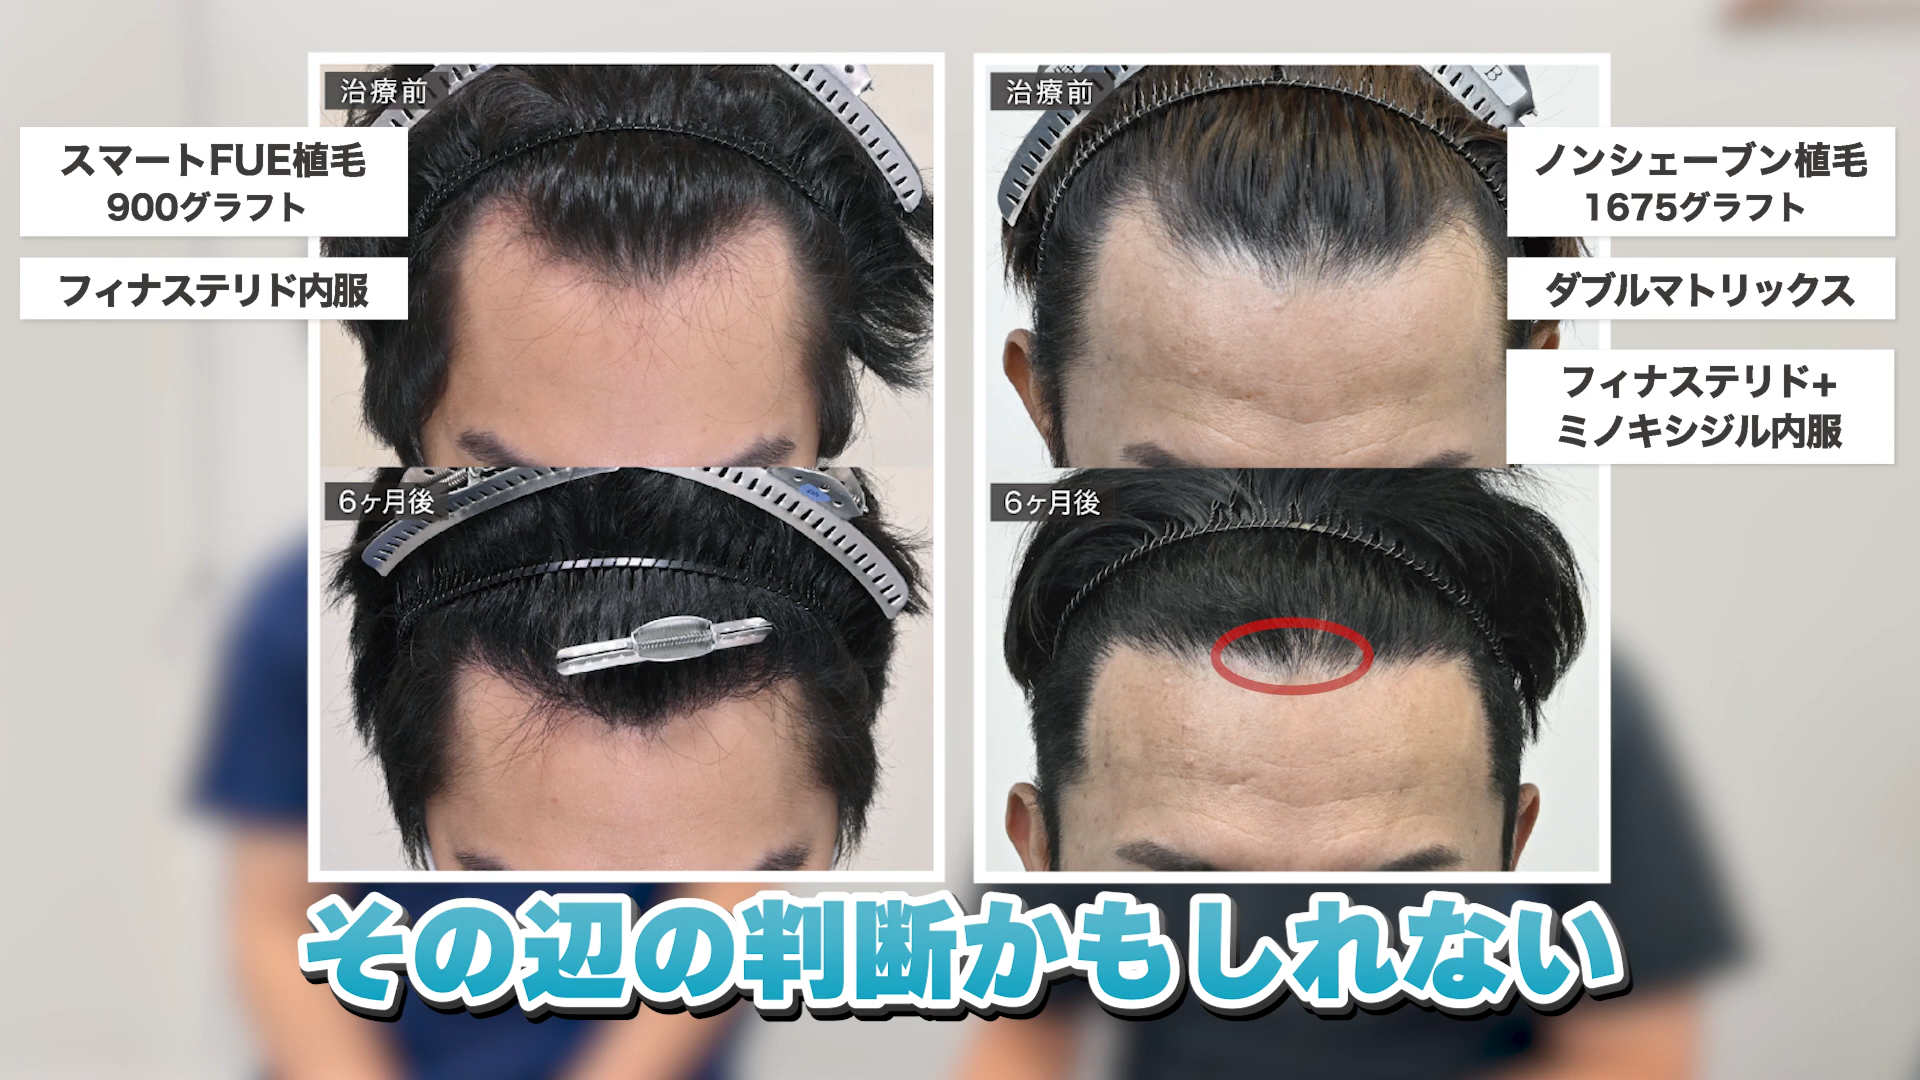 治療前
スマートFUE植毛
900グラフト
フィナステリド内服
6ヶ月後
治療前
B
ノンシェーブン植毛
1675グラフト
ダブルマトリックス
フィナステリド+
ミノキシジル内服
6ヶ月後
その辺の判断かもしれない